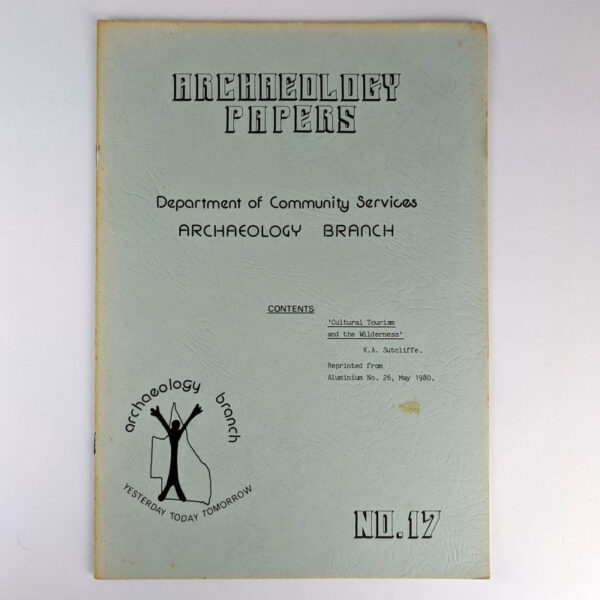 ARCHAEOLOGY
PAPERS
Department of Community Services
ARCHAEOLOGY BRANCH
CONTENTS
'Cultural Tourism
and the Wilderness'
K.A. Sutcliffe.
Reprinted from
Aluminium No. 26, May 1980.
archaeology branch
YESTERDAY TODAY TOMORROW
NO.17